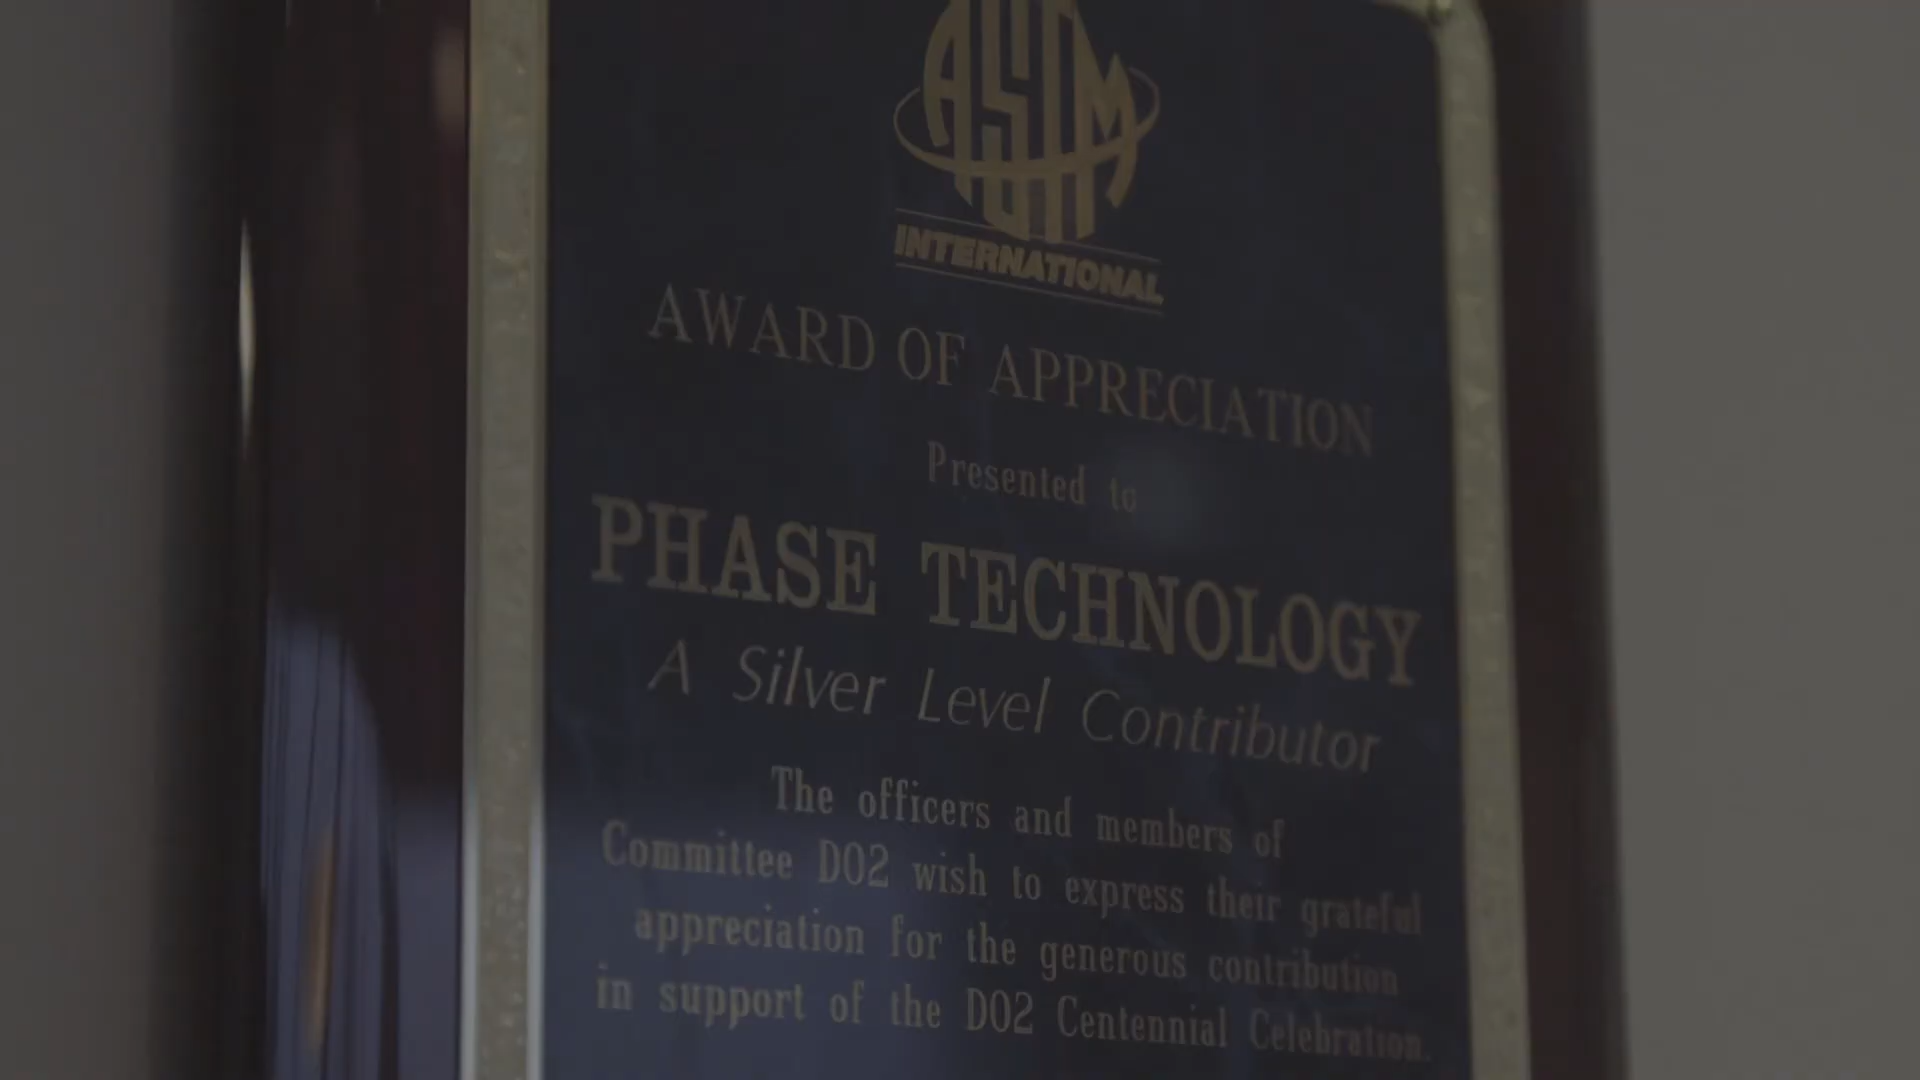 ASTM
INTERNATIONAL
AWARD OF APPRECIATION
Presented to
PHASE TECHNOLOGY
A Silver Level Contributor
The officers and members of
Committee D02 wish to express their grateful
appreciation for the generous contribution
in support of the D02 Centennial Celebration.